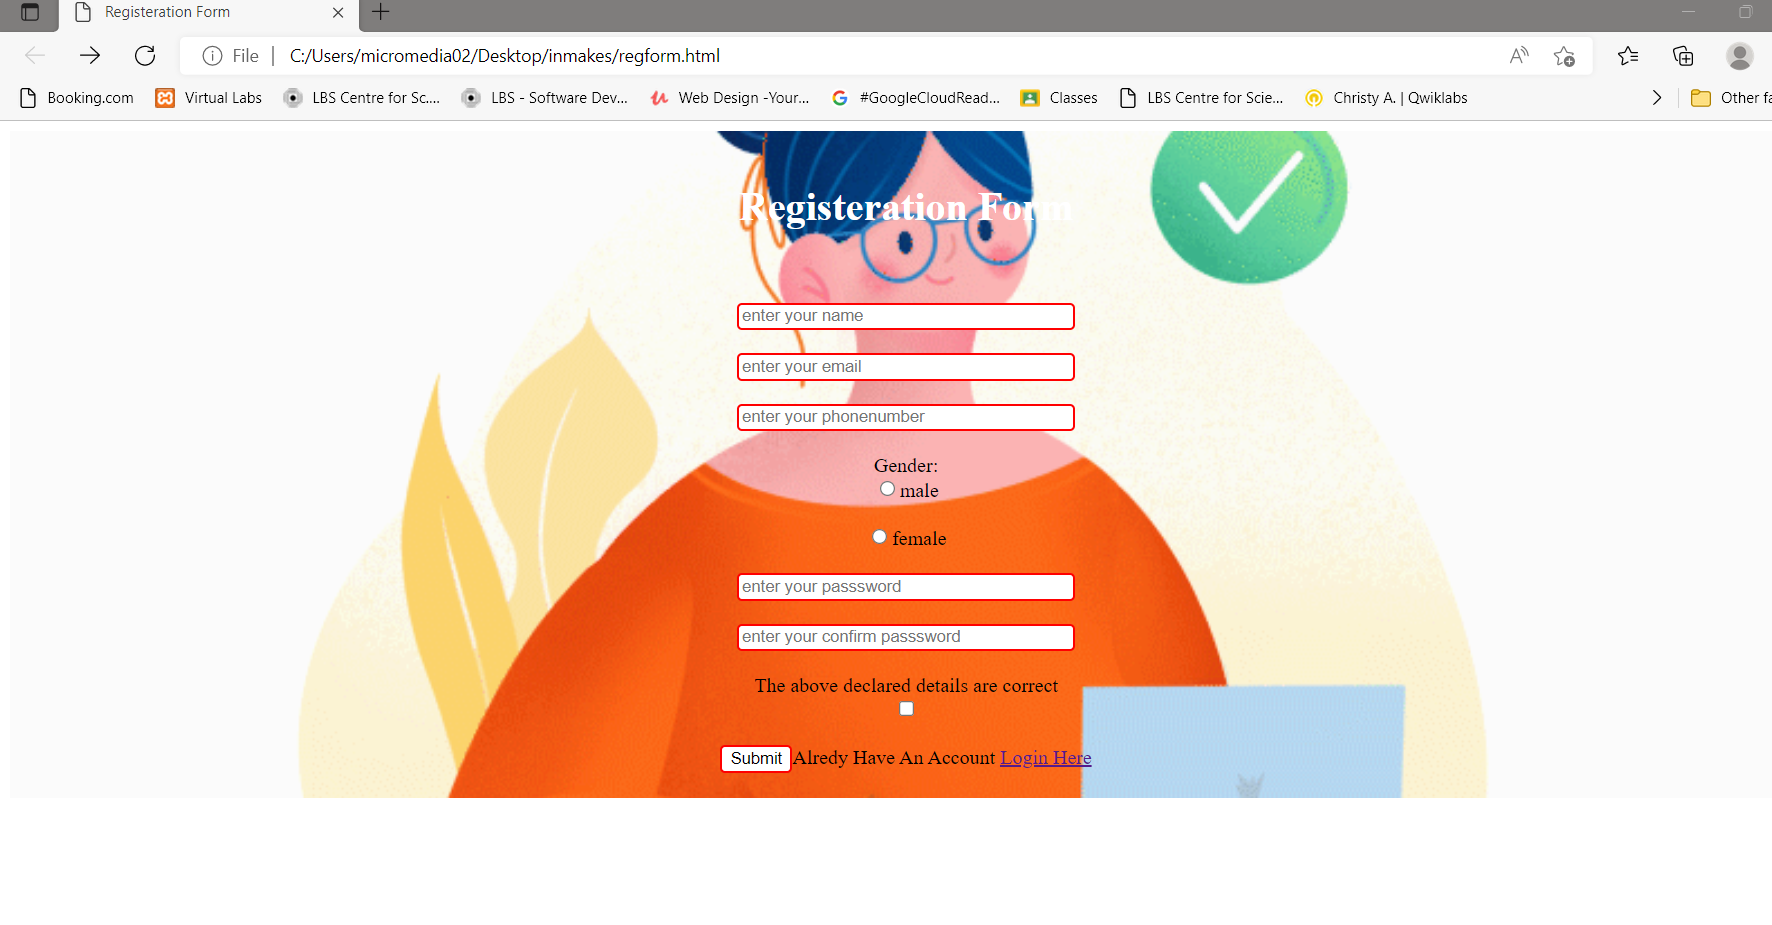 Registeration Form
File | C:/Users/micromedia02/Desktop/inmakes/regform.html
Booking.com Virtual Labs LBS Centre for Sc.... LBS - Software Dev... Web Design -Your... #GoogleCloudRead... Classes LBS Centre for Scie... Christy A. | Qwiklabs Other fa
Registeration Form
enter your name
enter your email
enter your phonenumber
Gender:
male
female
enter your passsword
enter your confirm passsword
The above declared details are correct
Submit Alredy Have An Account Login Here